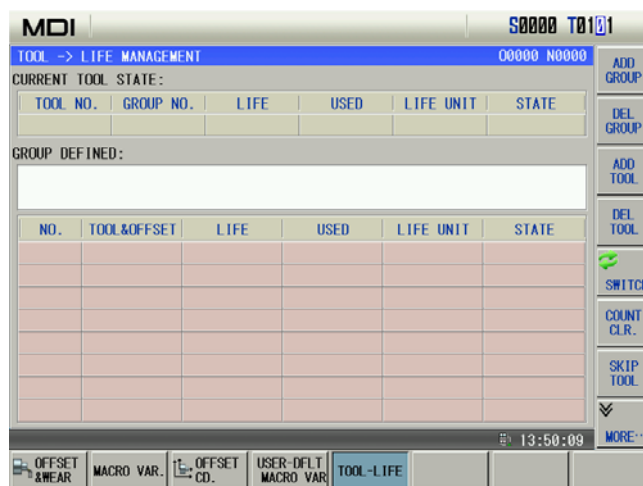 MDI S0000 T0101
TOOL -> LIFE MANAGEMENT O0000 N0000
CURRENT TOOL STATE:
TOOL NO. GROUP NO. LIFE USED LIFE UNIT STATE
GROUP DEFINED:
NO. TOOL&OFFSET LIFE USED LIFE UNIT STATE
13:50:09
ADD
GROUP
DEL
GROUP
ADD
TOOL
DEL
TOOL
SWITCH
COUNT
CLR.
SKIP
TOOL
MORE··
OFFSET
&WEAR
MACRO VAR.
OFFSET
CD.
USER-DFLT
MACRO VAR
TOOL-LIFE